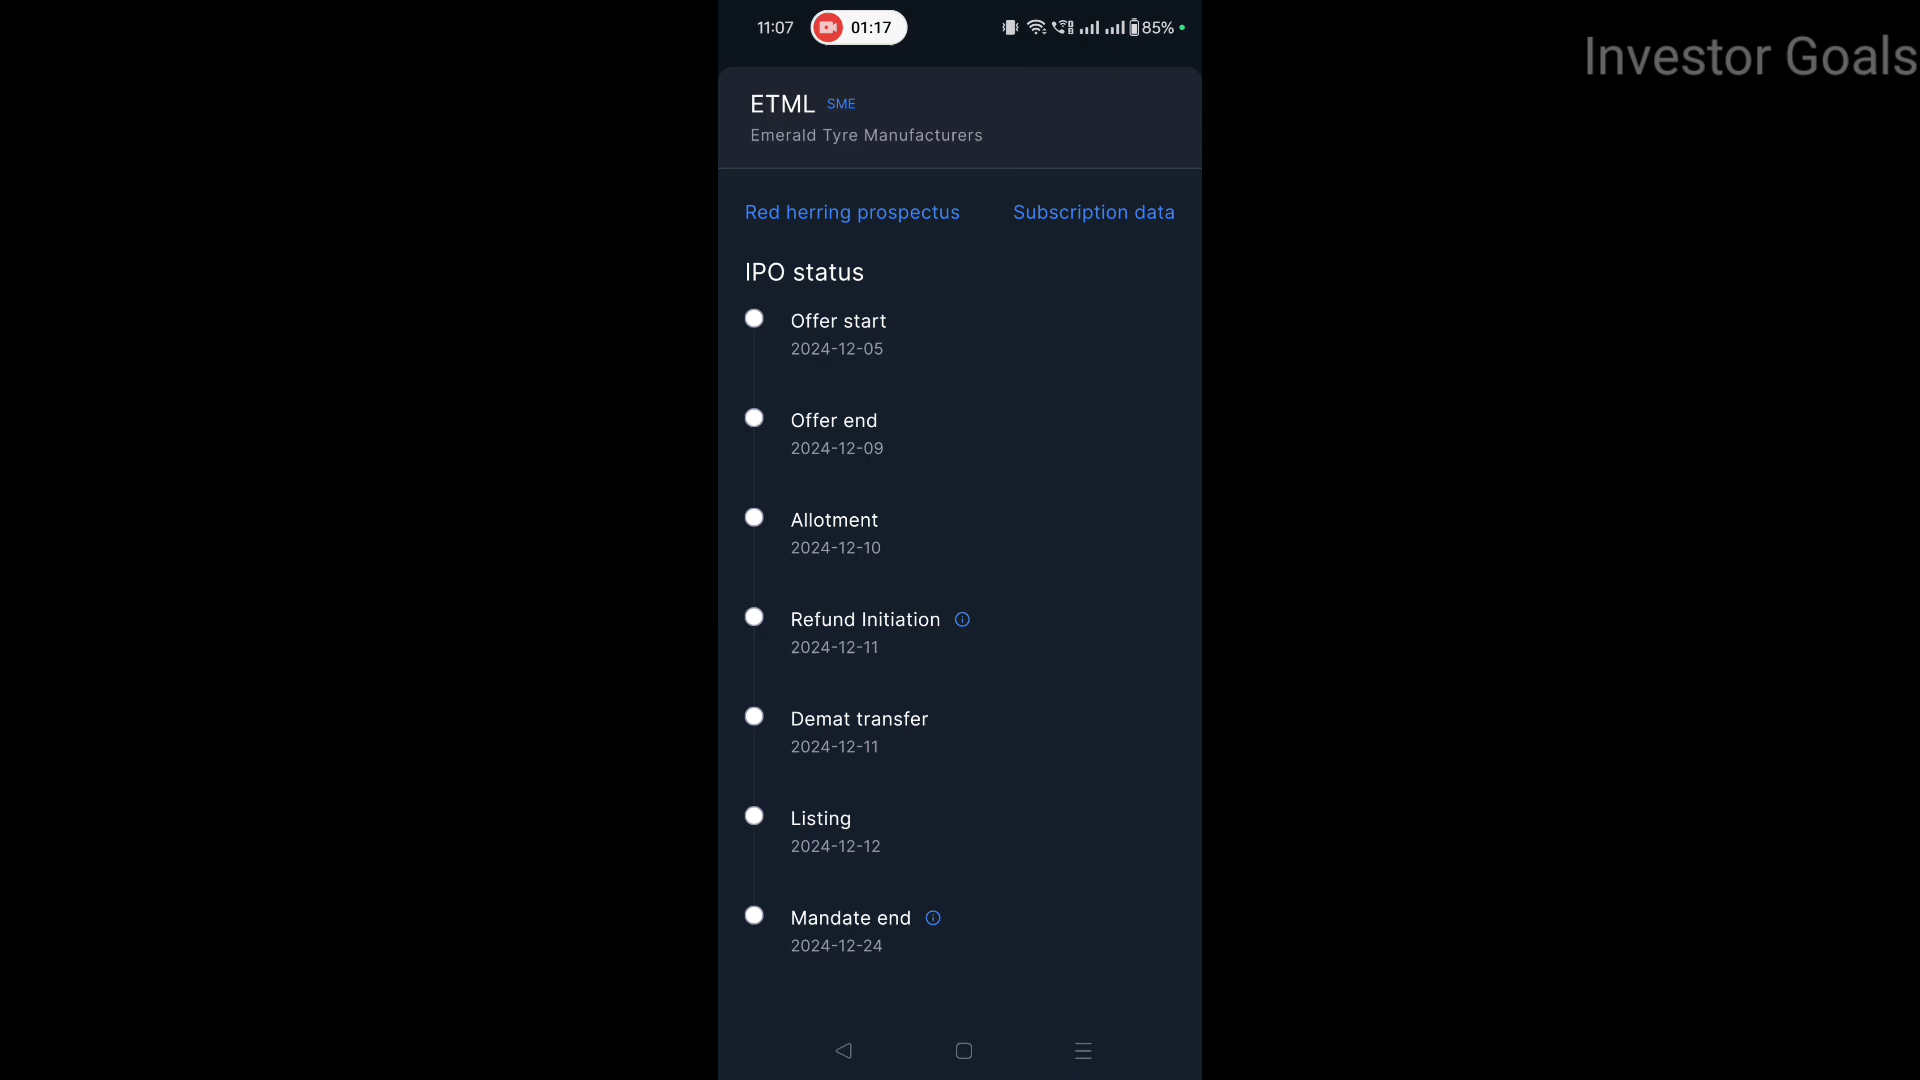 11:07
01:17
85%
Investor Goals
ETML SME
Emerald Tyre Manufacturers
Red herring prospectus
Subscription data
IPO status
Offer start
2024-12-05
Offer end
2024-12-09
Allotment
2024-12-10
Refund Initiation
2024-12-11
Demat transfer
2024-12-11
Listing
2024-12-12
Mandate end
2024-12-24